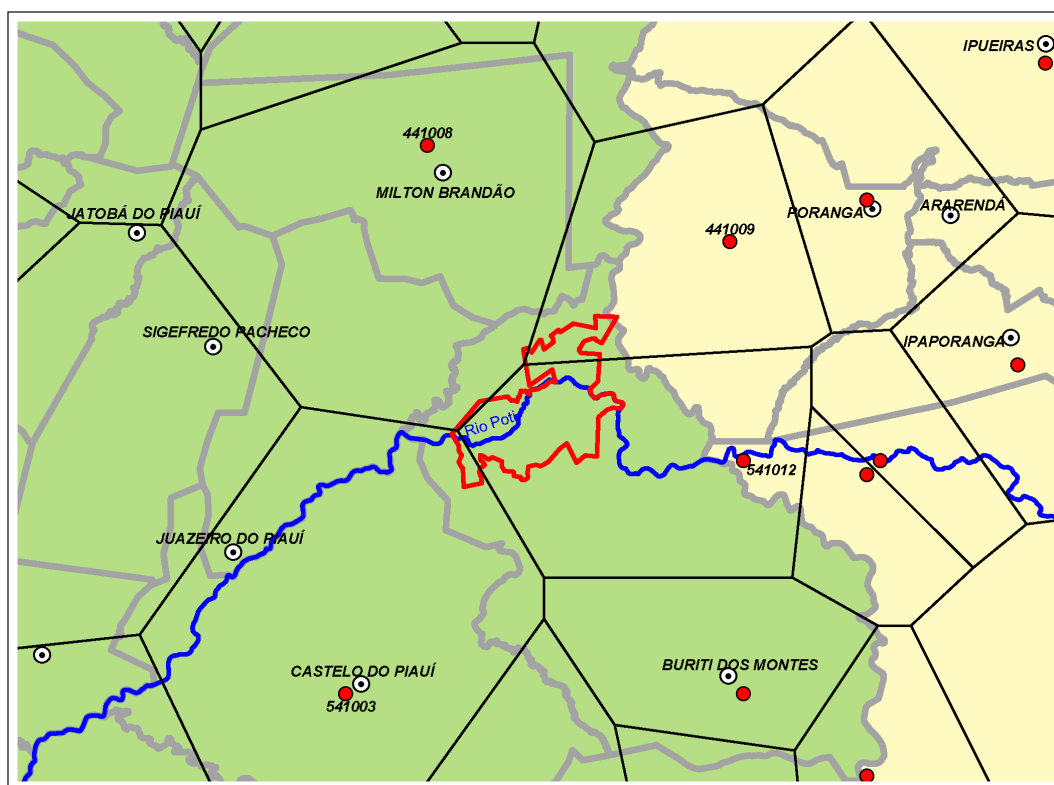 IPUEIRAS
441008
MILTON BRANDÃO
JATOBÁ DO PIAUÍ
PORANGA
ARARENDÁ
441009
SIGEFREDO PACHECO
IPAPORANGA
Rio Poti
541012
JUAZEIRO DO PIAUÍ
CASTELO DO PIAUÍ
BURITI DOS MONTES
541003